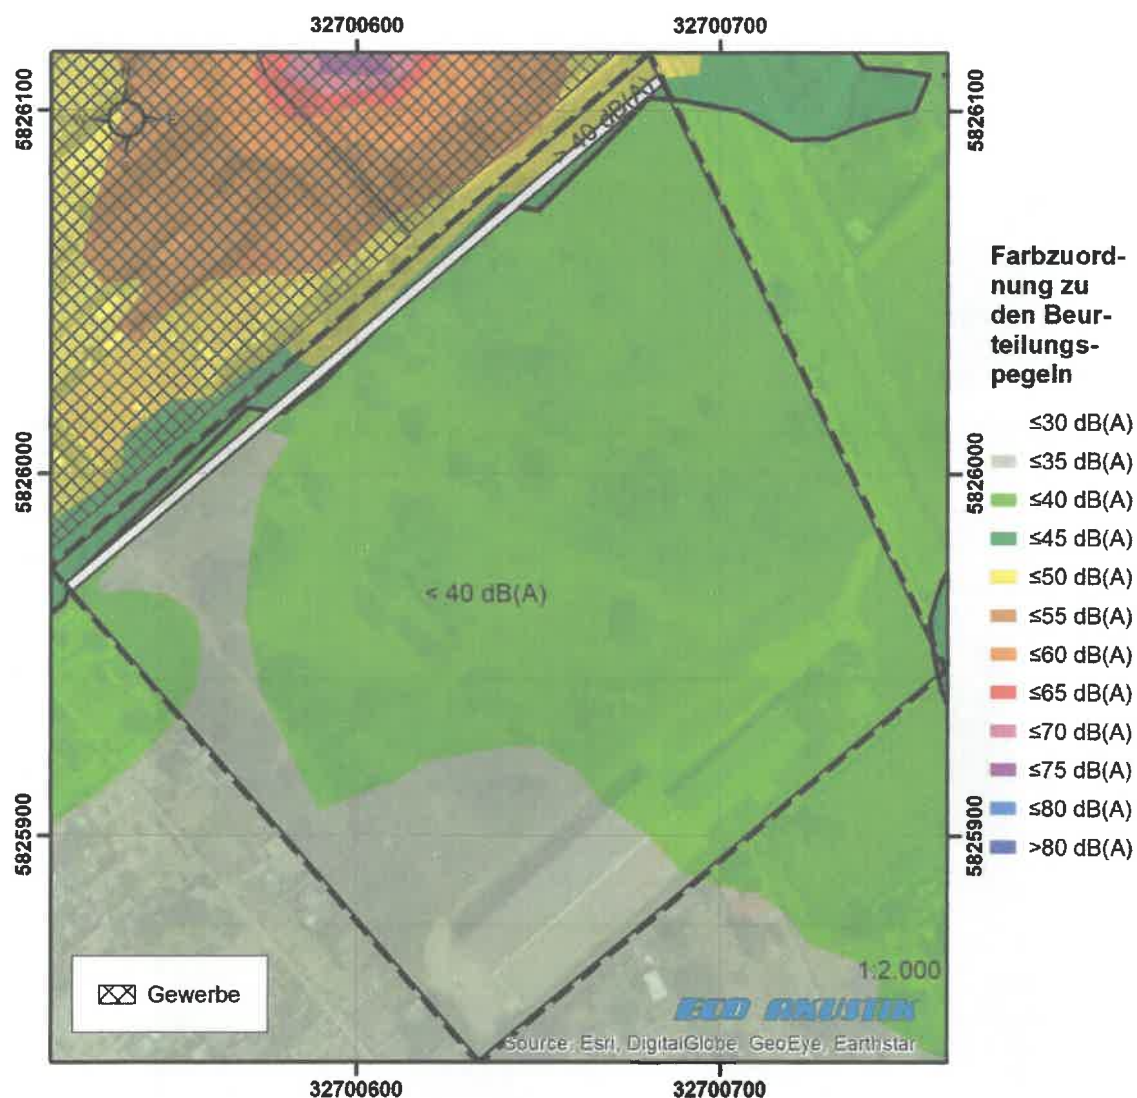 32700600
32700700
5826100
5826100
> 40 dB(A)
Farbzuord-
nung zu
den Beur-
teilungs-
pegeln
≤30 dB(A)
≤35 dB(A)
≤40 dB(A)
≤45 dB(A)
≤50 dB(A)
≤55 dB(A)
≤60 dB(A)
≤65 dB(A)
≤70 dB(A)
≤75 dB(A)
≤80 dB(A)
>80 dB(A)
5826000
5826000
< 40 dB(A)
5825900
5825900
Gewerbe
1:2.000
ECO AKUSTIK
Source: Esri, DigitalGlobe, GeoEye, Earthstar
32700600
32700700